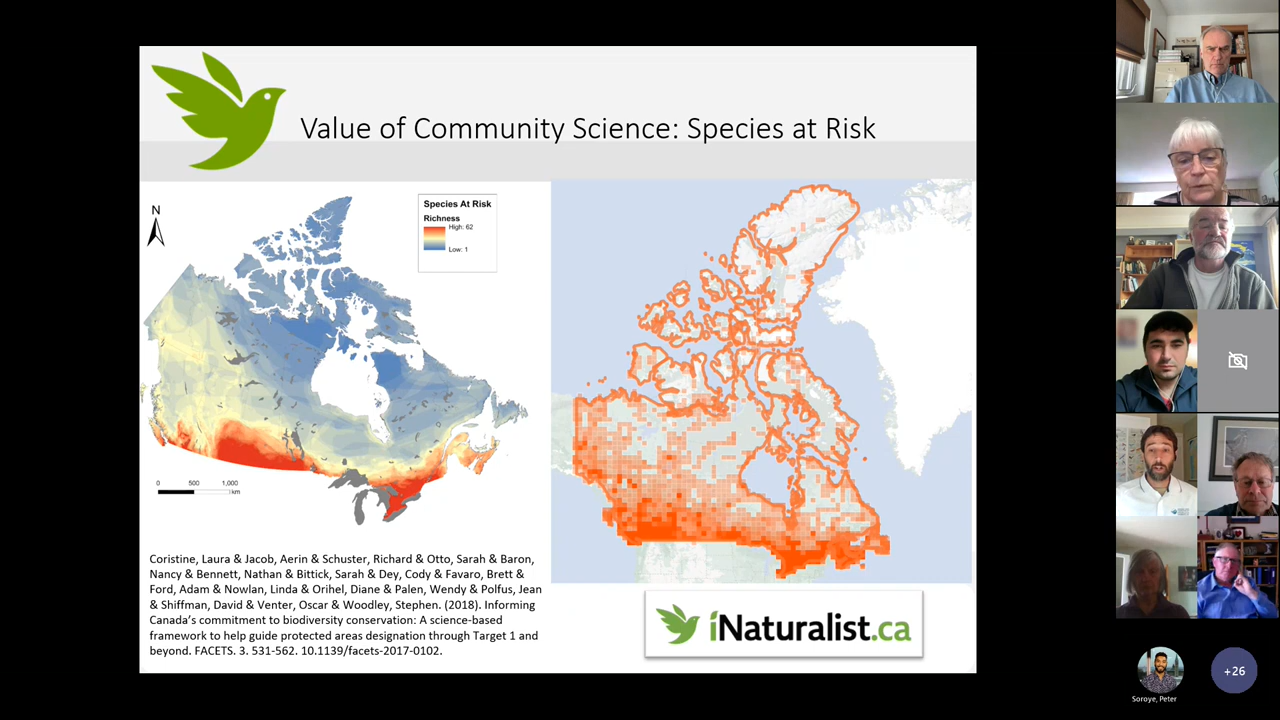 Value of Community Science: Species at Risk
N
Species At Risk
Richness
High: 62
Low: 1
0 500 1,000
km
Coristine, Laura & Jacob, Aerin & Schuster, Richard & Otto, Sarah & Baron,
Nancy & Bennett, Nathan & Bittick, Sarah & Dey, Cody & Favaro, Brett &
Ford, Adam & Nowlan, Linda & Orihel, Diane & Palen, Wendy & Polfus, Jean
& Shiffman, David & Venter, Oscar & Woodley, Stephen. (2018). Informing
Canada's commitment to biodiversity conservation: A science-based
framework to help guide protected areas designation through Target 1 and
beyond. FACETS. 3. 531-562. 10.1139/facets-2017-0102.
iNaturalist.ca
Soroye, Peter
+26